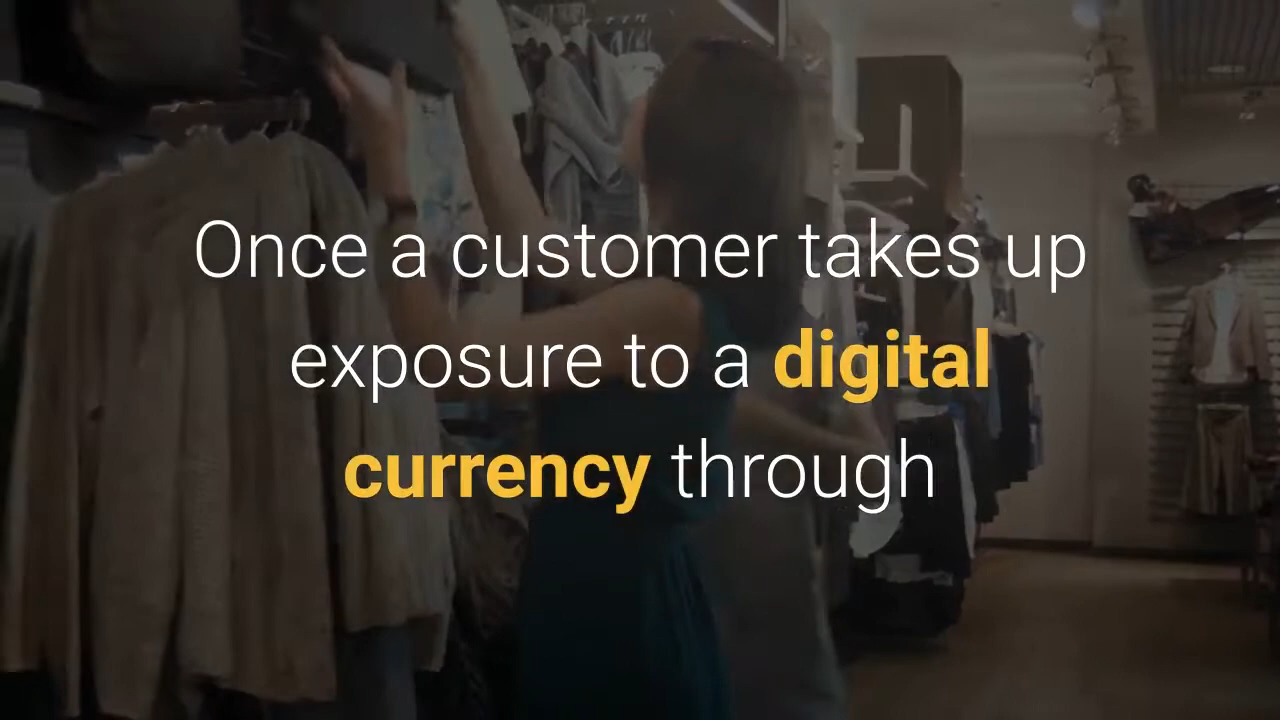 Once a customer takes up
exposure to a digital
currency through